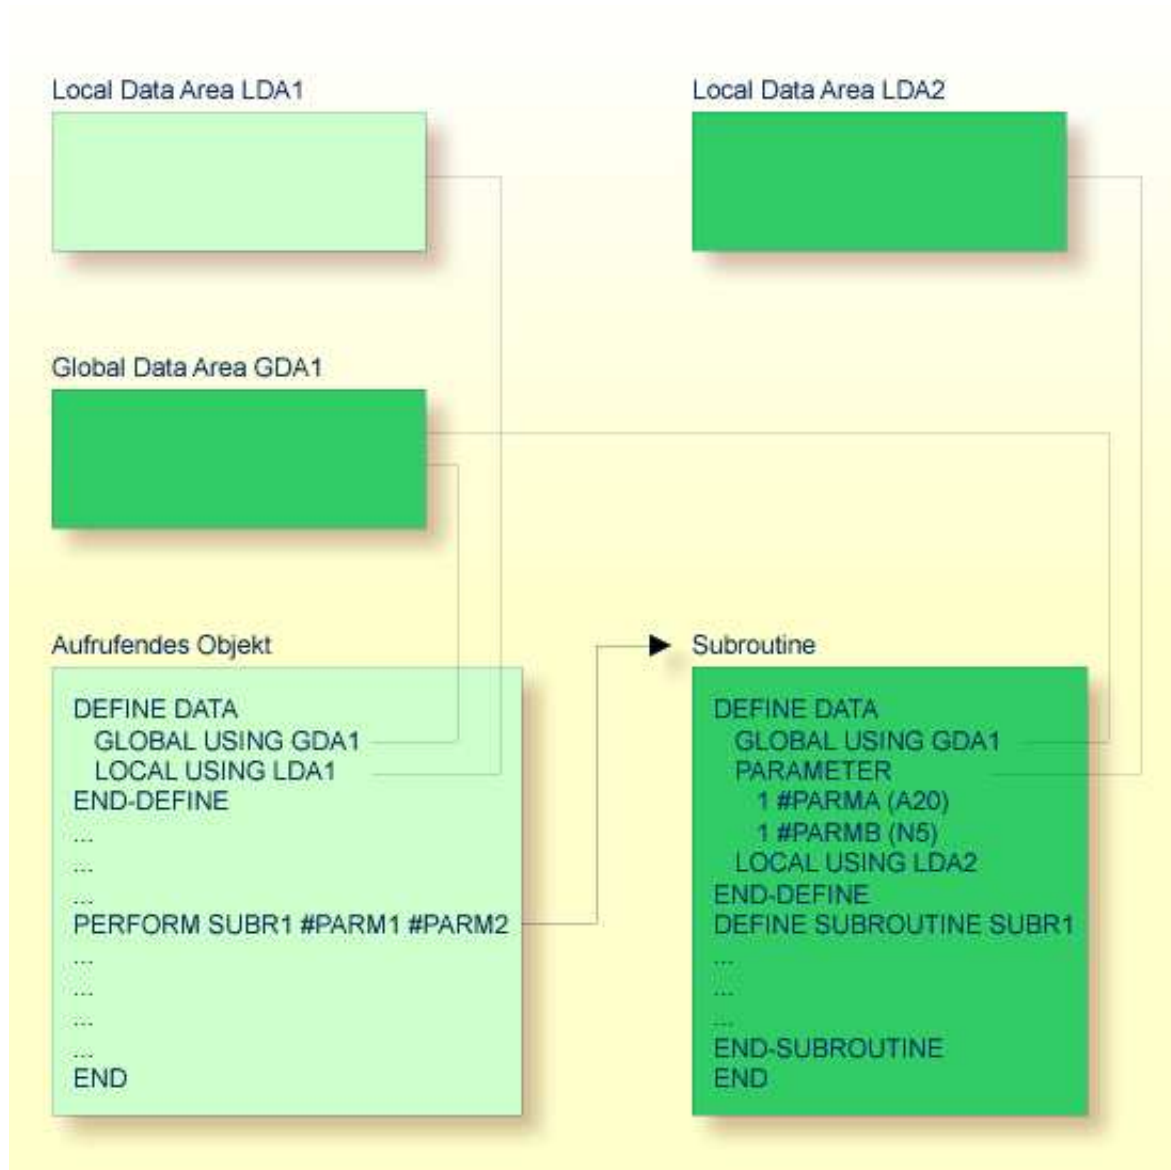 Local Data Area LDA1
Local Data Area LDA2
Global Data Area GDA1
Aufrufendes Objekt
DEFINE DATA
GLOBAL USING GDA1
LOCAL USING LDA1
END-DEFINE
...
...
...
PERFORM SUBR1 #PARM1 #PARM2
...
...
...
...
END
Subroutine
DEFINE DATA
GLOBAL USING GDA1
PARAMETER
1 #PARMA (A20)
1 #PARMB (N5)
LOCAL USING LDA2
END-DEFINE
DEFINE SUBROUTINE SUBR1
...
...
...
END-SUBROUTINE
END